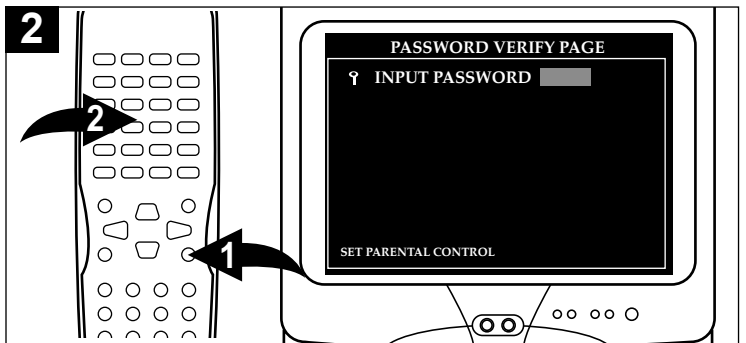 2
PASSWORD VERIFY PAGE
INPUT PASSWORD
2
1
SET PARENTAL CONTROL